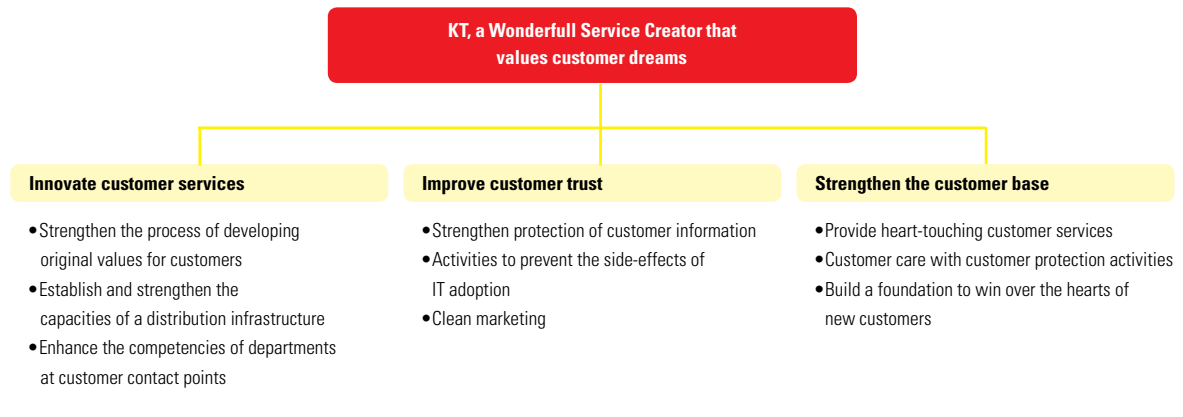 KT, a Wonderfull Service Creator that
values customer dreams
Innovate customer services
•Strengthen the process of developing
original values for customers
•Establish and strengthen the
capacities of a distribution infrastructure
•Enhance the competencies of departments
at customer contact points
Improve customer trust
•Strengthen protection of customer information
•Activities to prevent the side-effects of
IT adoption
•Clean marketing
Strengthen the customer base
•Provide heart-touching customer services
•Customer care with customer protection activities
•Build a foundation to win over the hearts of
new customers